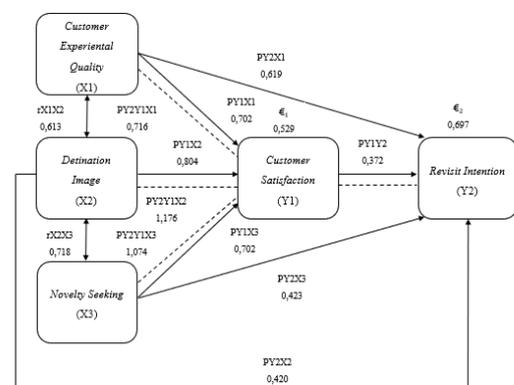 Customer
Experiental
Quality
(X1)
PY2X1
0,619
rX1X2
0,613
PY2Y1X1
0,716
PY1X1
0,702
€₁
0,529
€₂
0,697
Detination
Image
(X2)
PY1X2
0,804
Customer
Satisfaction
(Y1)
PY1Y2
0,372
Revisit Intention
(Y2)
PY2Y1X2
1,176
rX2X3
0,718
PY2Y1X3
1,074
PY1X3
0,702
Novelty Seeking
(X3)
PY2X3
0,423
PY2X2
0,420